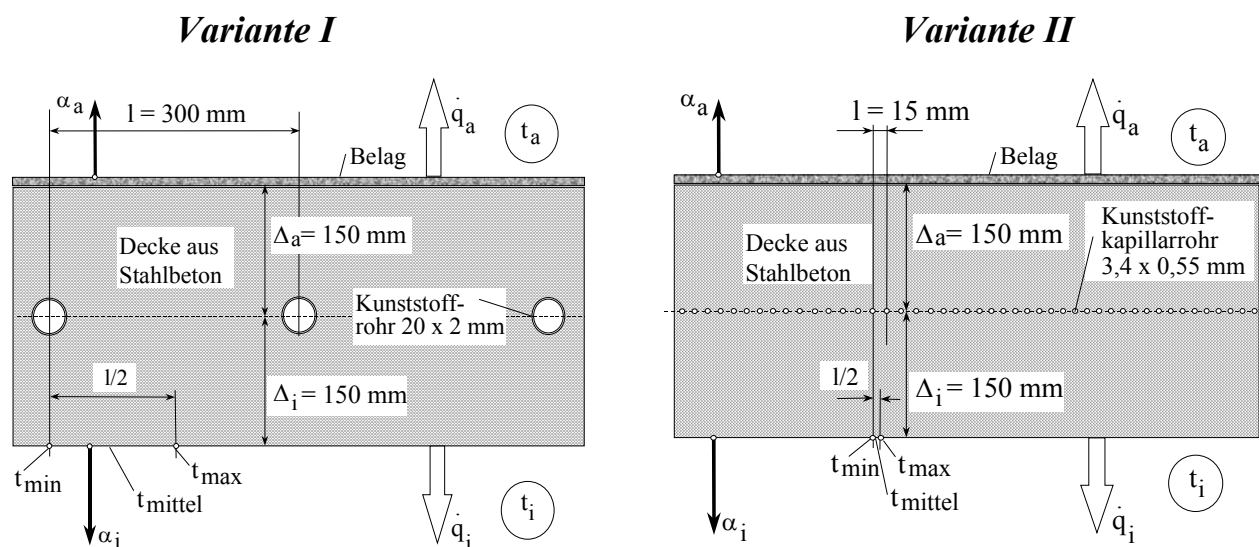 Variante I
α_a
l = 300 mm
q̇_a
t_a
Belag
Decke aus
Stahlbeton
Δ_a = 150 mm
Kunststoff-
rohr 20 x 2 mm
l/2
Δ_i = 150 mm
t_min
t_max
t_mittel
α_i
q̇_i
t_i
Variante II
α_a
l = 15 mm
q̇_a
t_a
Belag
Decke aus
Stahlbeton
Δ_a = 150 mm
Kunststoff-
kapillarrohr
3,4 x 0,55 mm
l/2
Δ_i = 150 mm
t_min
t_max
t_mittel
α_i
q̇_i
t_i